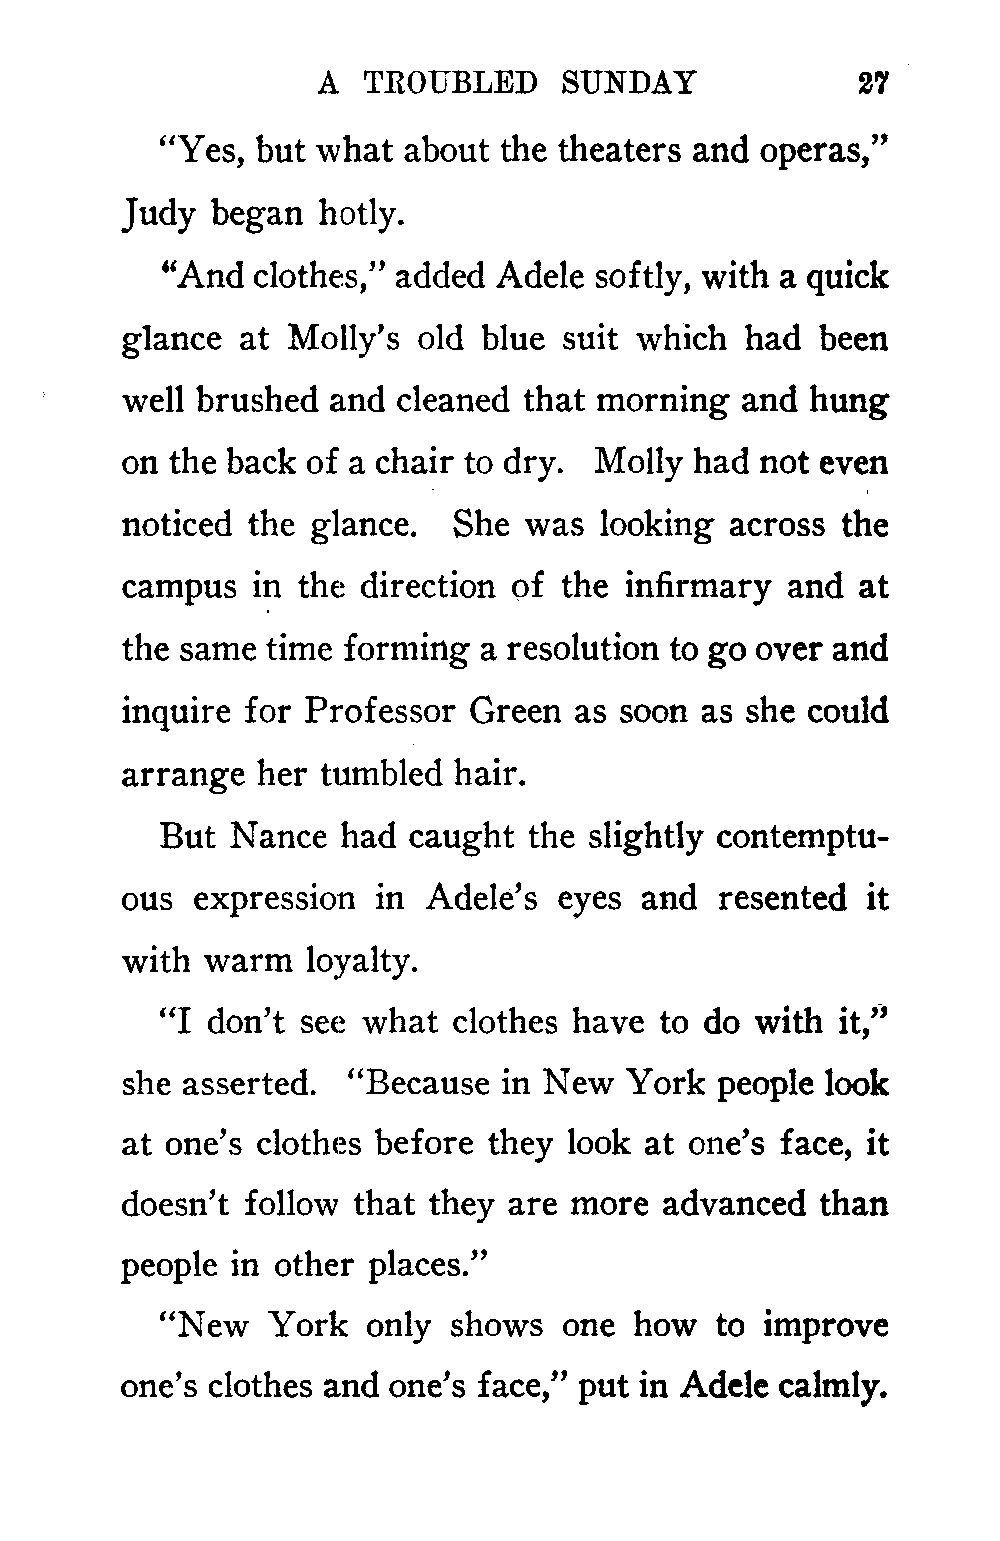 A TROUBLED SUNDAY 27
“Yes, but what about the theaters and operas,”
Judy began hotly.
“And clothes,” added Adele softly, with a quick
glance at Molly’s old blue suit which had been
well brushed and cleaned that morning and hung
on the back of a chair to dry. Molly had not even
noticed the glance. She was looking across the
campus in the direction of the infirmary and at
the same time forming a resolution to go over and
inquire for Professor Green as soon as she could
arrange her tumbled hair.
But Nance had caught the slightly contemptu-
ous expression in Adele’s eyes and resented it
with warm loyalty.
“I don’t see what clothes have to do with it,”
she asserted. “Because in New York people look
at one’s clothes before they look at one’s face, it
doesn’t follow that they are more advanced than
people in other places.”
“New York only shows one how to improve
one’s clothes and one’s face,” put in Adele calmly.